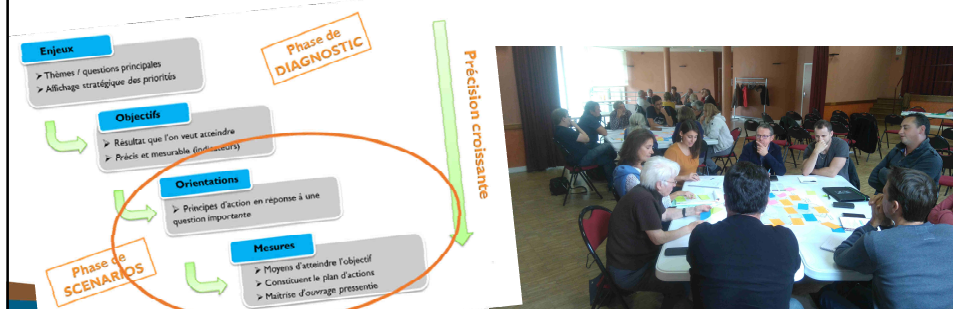 Enjeux
➢ Thèmes / questions principales
➢ Affichage stratégique des priorités
Phase de
DIAGNOSTIC
Objectifs
➢ Résultat que l'on veut atteindre
➢ Précis et mesurable (indicateurs)
Orientations
➢ Principes d'action en réponse à une
question importante
Mesures
➢ Moyens d'atteindre l'objectif
➢ Constituent le plan d'actions
➢ Maîtrise d'ouvrage pressentie
Phase de
SCENARIOS
Précision croissante